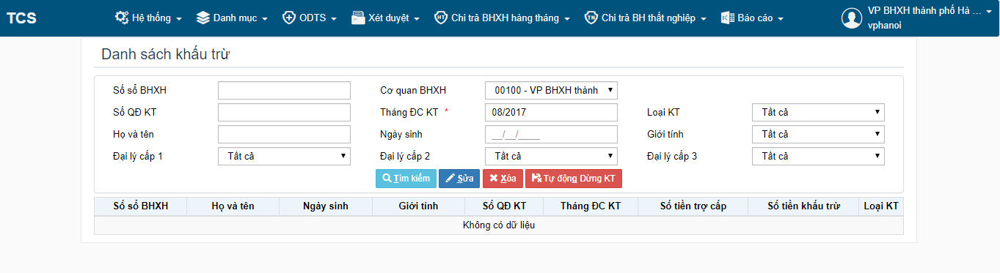 TCS Hệ thống Danh mục ODTS Xét duyệt Chi trả BHXH hàng tháng Chi trả BH thất nghiệp Báo cáo VP BHXH thành phố Hà ...
vphanoi
Danh sách khấu trừ
Số sổ BHXH Cơ quan BHXH 00100 - VP BHXH thành
Số QĐ KT Tháng ĐC KT * 08/2017 Loại KT Tất cả
Họ và tên Ngày sinh __/__/____ Giới tính Tất cả
Đại lý cấp 1 Tất cả Đại lý cấp 2 Tất cả Đại lý cấp 3 Tất cả
Tìm kiếm Sửa Xóa Tự động Dừng KT
Số sổ BHXH Họ và tên Ngày sinh Giới tính Số QĐ KT Tháng ĐC KT Số tiền trợ cấp Số tiền khấu trừ Loại KT
Không có dữ liệu